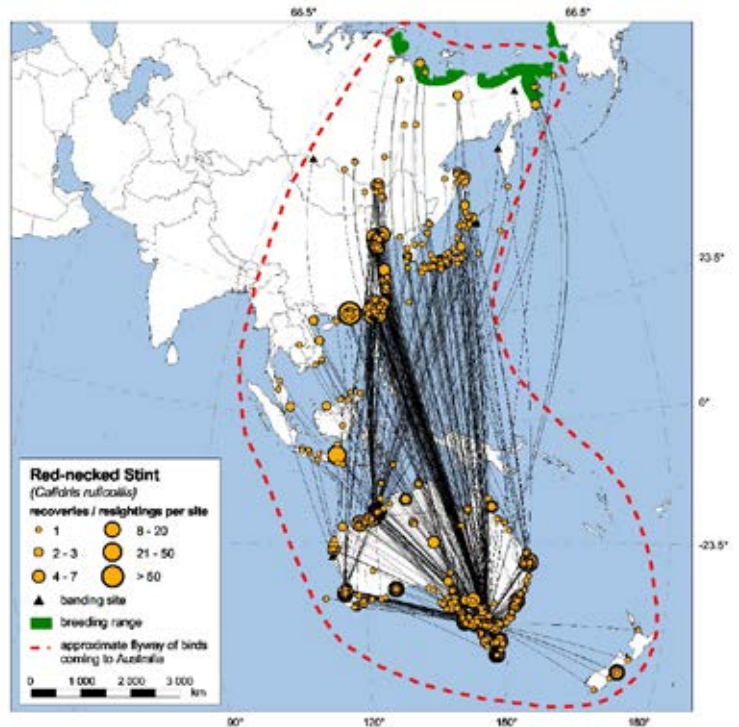 66.5°
66.5°
23.5°
0°
-23.5°
Red-necked Stint
(Calidris ruficollis)
recoveries / resightings per site
1
8 - 20
2 - 3
21 - 50
4 - 7
> 50
banding site
breeding range
approximate flyway of birds
coming to Australia
0 1 000 2 000 3 000
km
90° 120° 150° 180°